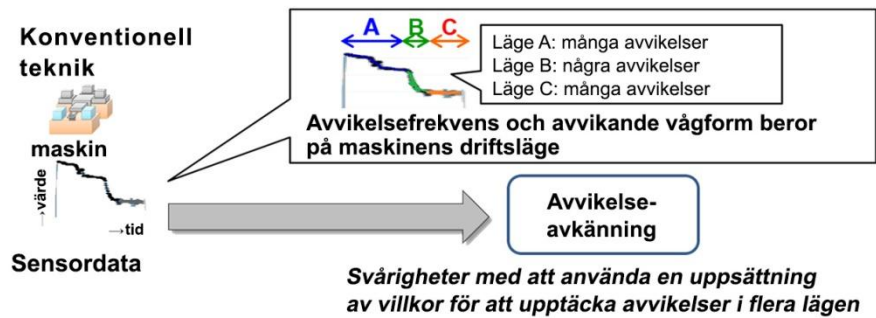 Konventionell
teknik
maskin
→värde
→tid
Sensordata
A B C
Läge A: många avvikelser
Läge B: några avvikelser
Läge C: många avvikelser
Avvikelsefrekvens och avvikande vågform beror
på maskinens driftsläge
Avvikelse-
avkänning
Svårigheter med att använda en uppsättning
av villkor för att upptäcka avvikelser i flera lägen